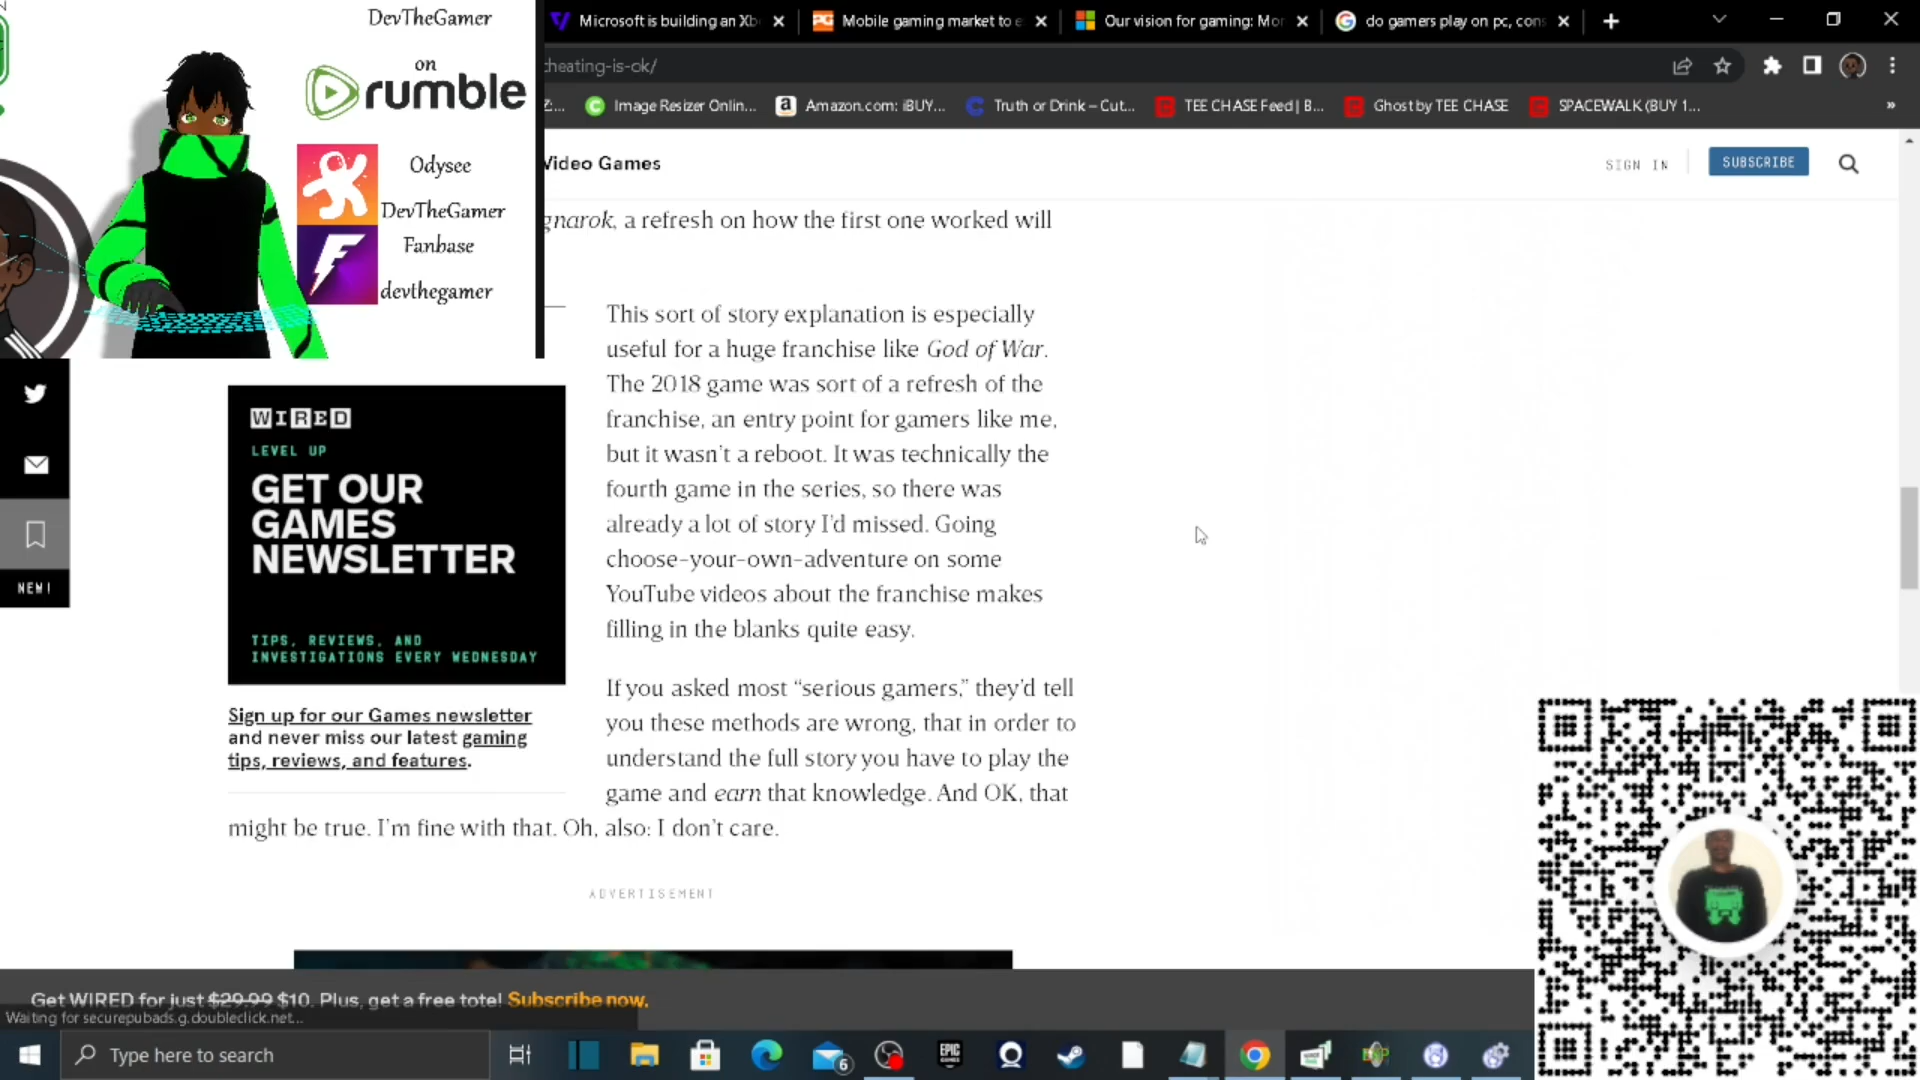 DevTheGamer
on
rumble
Odysee
DevTheGamer
Fanbase
devthegamer
Microsoft is building an Xb
Mobile gaming market to e
Our vision for gaming: Mor
do gamers play on pc, cons
cheating-is-ok/
Image Resizer Onlin...
Amazon.com: iBUY...
Truth or Drink – Cut...
TEE CHASE Feed | B...
Ghost by TEE CHASE
SPACEWALK (BUY 1...
»
Video Games
SIGN IN
SUBSCRIBE
gnarok, a refresh on how the first one worked will
This sort of story explanation is especially
useful for a huge franchise like God of War.
The 2018 game was sort of a refresh of the
franchise, an entry point for gamers like me,
but it wasn't a reboot. It was technically the
fourth game in the series, so there was
already a lot of story I'd missed. Going
choose-your-own-adventure on some
YouTube videos about the franchise makes
filling in the blanks quite easy.
WIRED
LEVEL UP
GET OUR
GAMES
NEWSLETTER
TIPS, REVIEWS, AND
INVESTIGATIONS EVERY WEDNESDAY
NEW!
Sign up for our Games newsletter
and never miss our latest gaming
tips, reviews, and features.
If you asked most “serious gamers,” they'd tell
you these methods are wrong, that in order to
understand the full story you have to play the
game and earn that knowledge. And OK, that
might be true. I'm fine with that. Oh, also: I don't care.
ADVERTISEMENT
Get WIRED for just $29.99 $10. Plus, get a free tote! Subscribe now.
Waiting for securepubads.g.doubleclick.net...
Type here to search
EPIC
GAMES
6